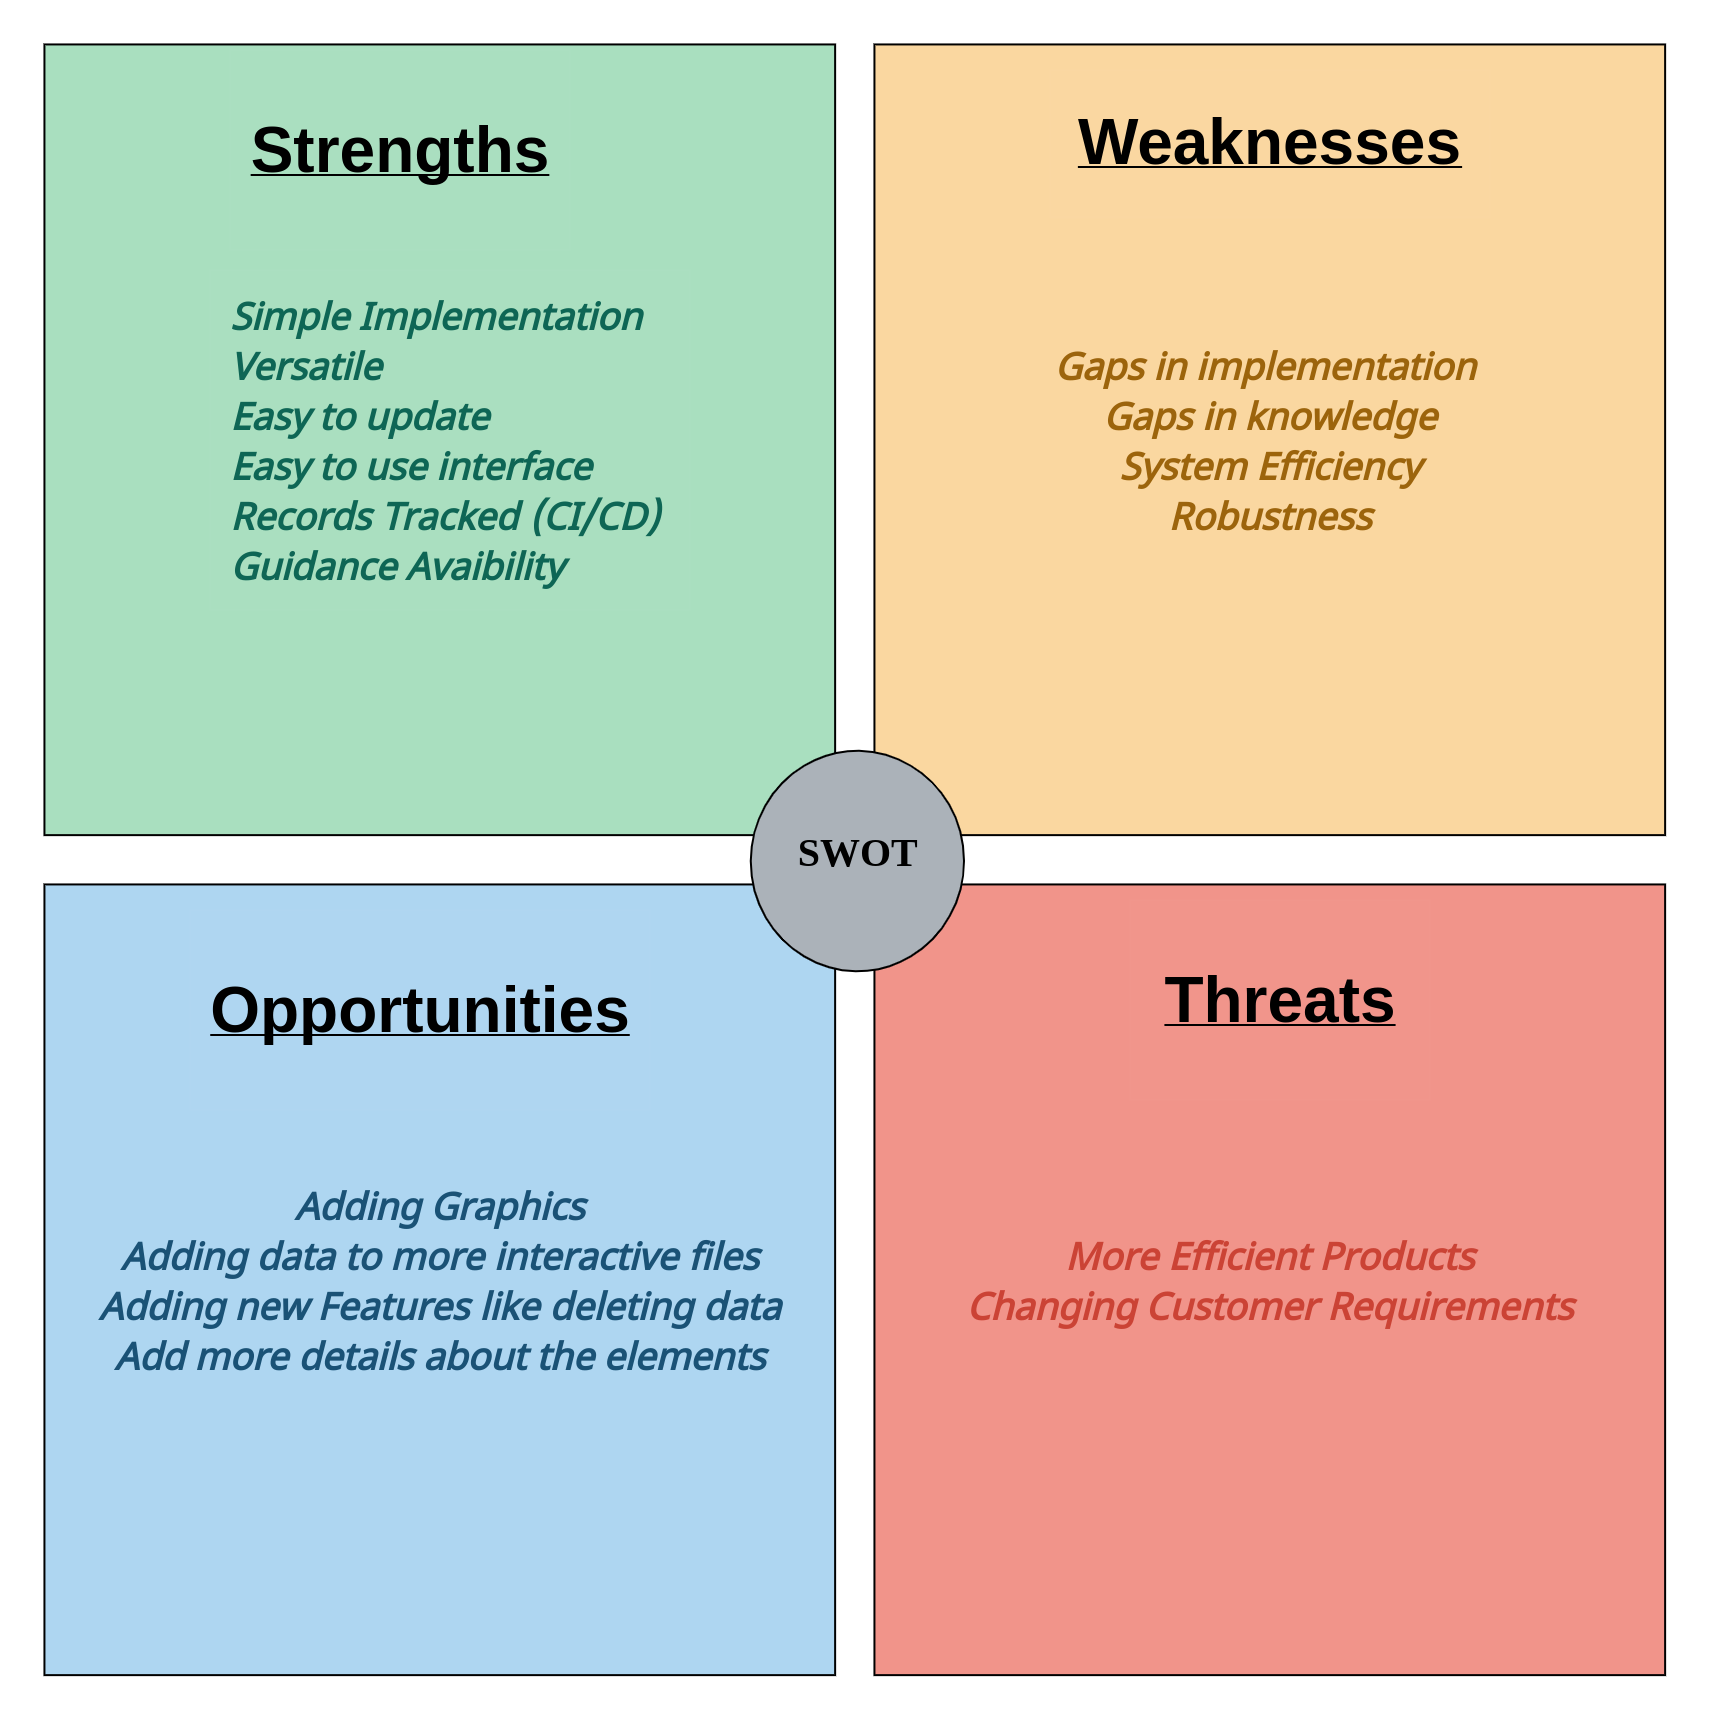 Strengths
Simple Implementation
Versatile
Easy to update
Easy to use interface
Records Tracked (CI/CD)
Guidance Avaibility
Weaknesses
Gaps in implementation
Gaps in knowledge
System Efficiency
Robustness
SWOT
Opportunities
Adding Graphics
Adding data to more interactive files
Adding new Features like deleting data
Add more details about the elements
Threats
More Efficient Products
Changing Customer Requirements